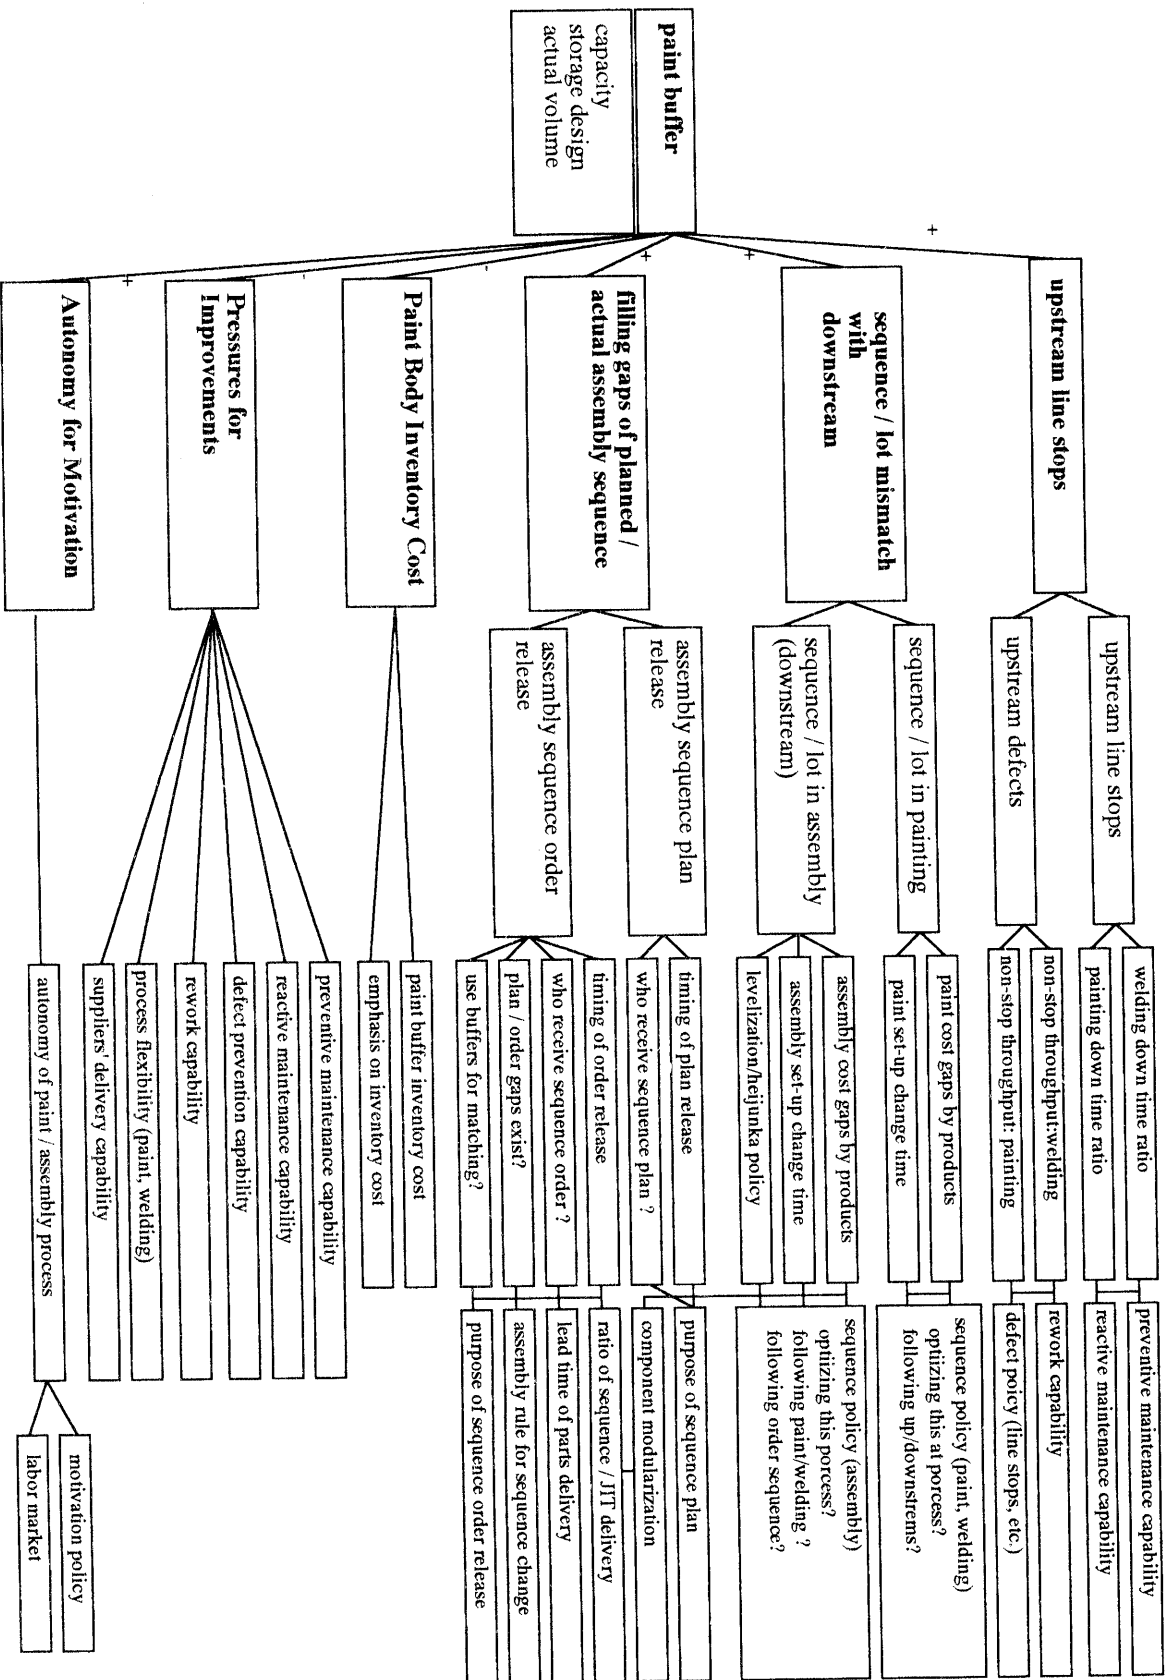 paint buffer
capacity
storage design
actual volume
+
+
+
-
-
+
upstream line stops
sequence / lot mismatch
with
downstream
filling gaps of planned /
actual assembly sequence
Paint Body Inventory Cost
Pressures for
Improvements
Autonomy for Motivation
upstream line stops
upstream defects
sequence / lot in painting
sequence / lot in assembly
(downstream)
assembly sequence plan
release
assembly sequence order
release
welding down time ratio
painting down time ratio
non-stop throughput:welding
non-stop throughput: painting
paint cost gaps by products
paint set-up change time
assembly cost gaps by products
assembly set-up change time
levelization/heijunka policy
timing of plan release
who receive sequence plan ?
timing of order release
who receive sequence order ?
plan / order gaps exist?
use buffers for matching?
paint buffer inventory cost
emphasis on inventory cost
preventive maintenance capability
reactive maintenance capability
defect prevention capability
rework capability
process flexibility (paint, welding)
suppliers' delivery capability
autonomy of paint / assembly process
preventive maintenance capability
reactive maintenance capability
rework capability
defect poicy (line stops, etc.)
sequence policy (paint, welding)
optiizing this at porcess?
following up/downstrems?
sequence policy (assembly)
optiizing this porcess?
following paint/welding ?
following order sequence?
purpose of sequence plan
component modularization
ratio of sequence / JIT delivery
lead time of parts delivery
assembly rule for sequence change
purpose of sequence order release
motivation policy
labor market